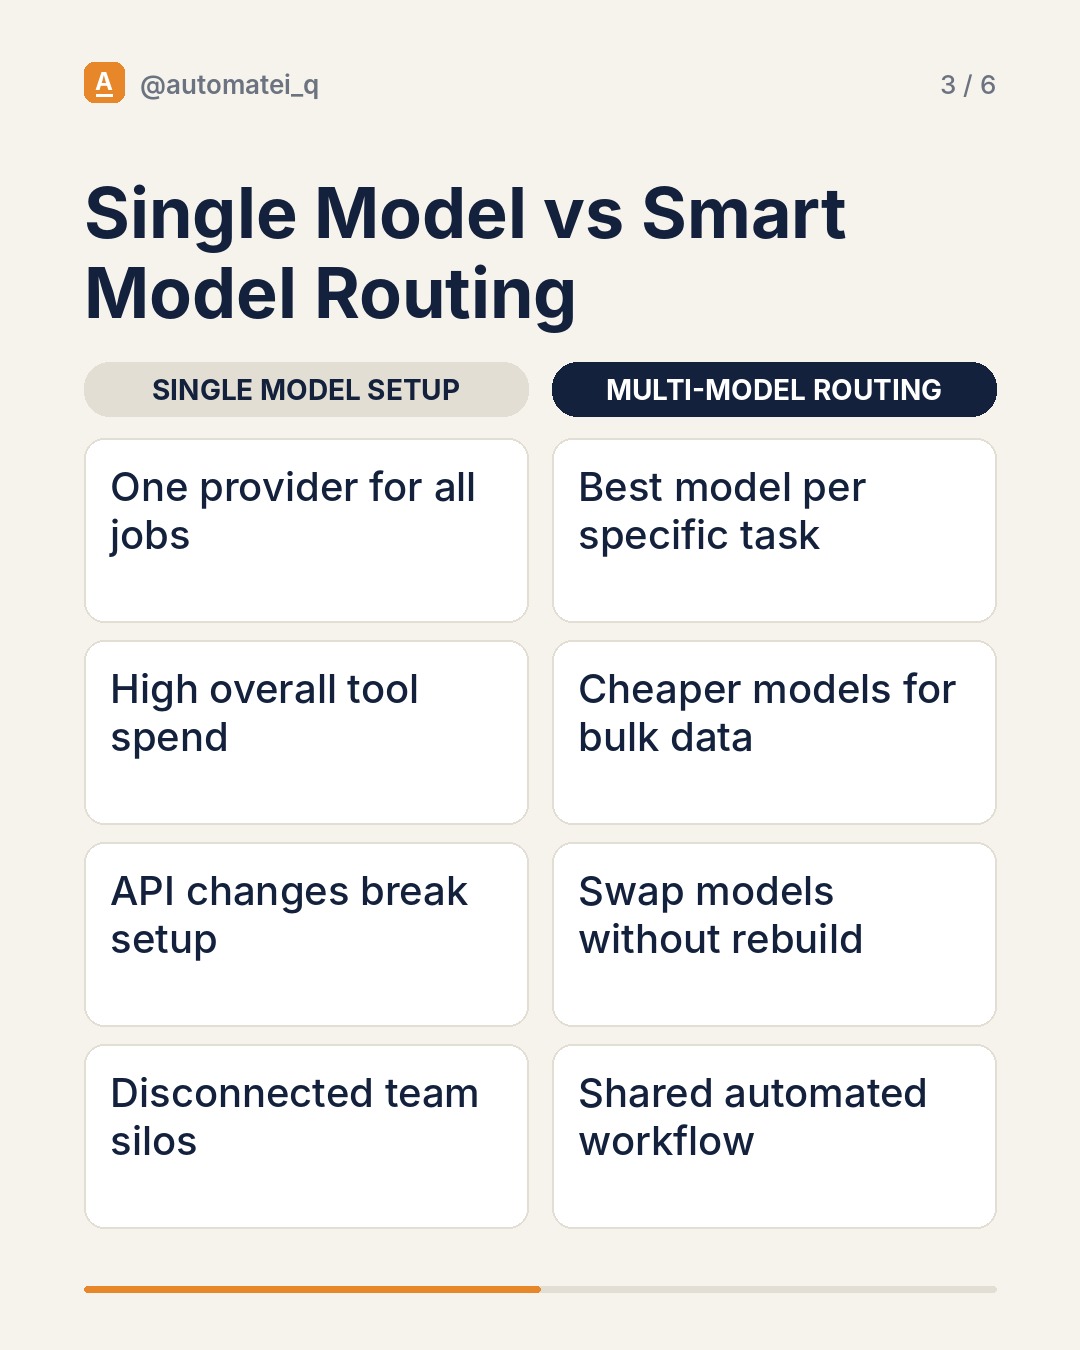 A @automatei_q
3 / 6
Single Model vs Smart
Model Routing
SINGLE MODEL SETUP
MULTI-MODEL ROUTING
One provider for all
jobs
Best model per
specific task
High overall tool
spend
Cheaper models for
bulk data
API changes break
setup
Swap models
without rebuild
Disconnected team
silos
Shared automated
workflow